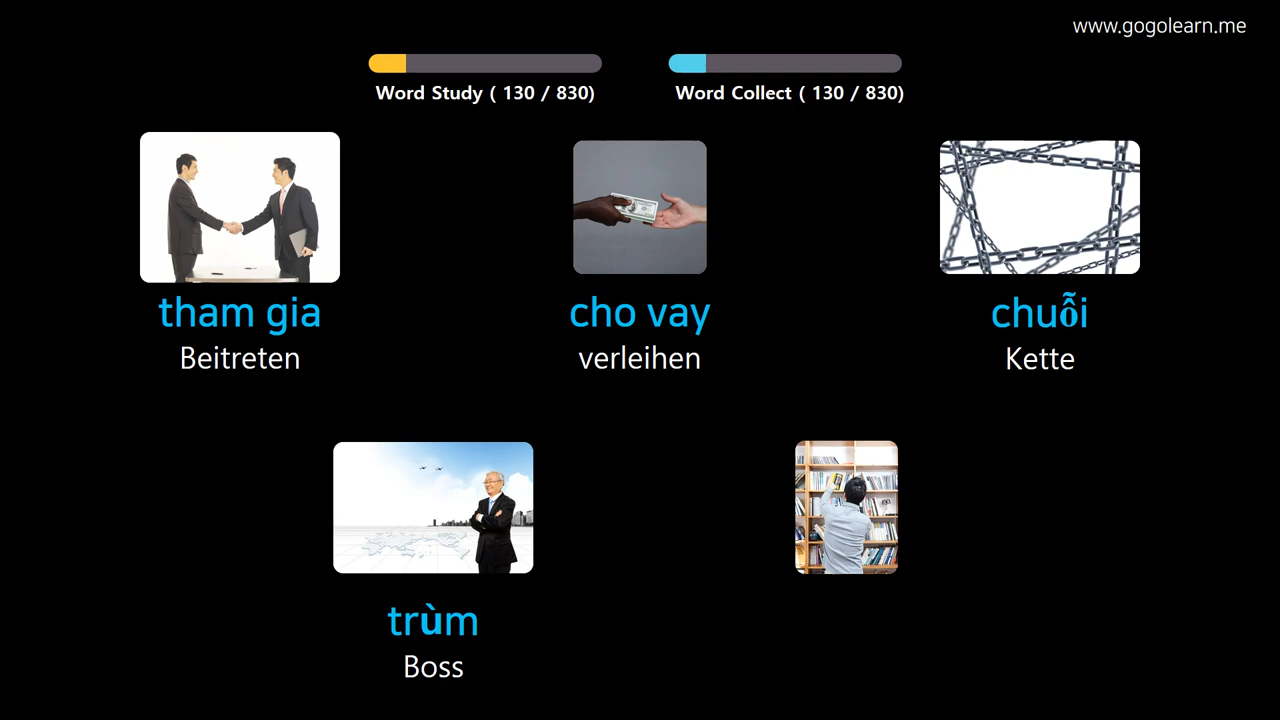 www.gogolearn.me
Word Study ( 130 / 830)
Word Collect ( 130 / 830)
tham gia
Beitreten
cho vay
verleihen
chuỗi
Kette
trùm
Boss